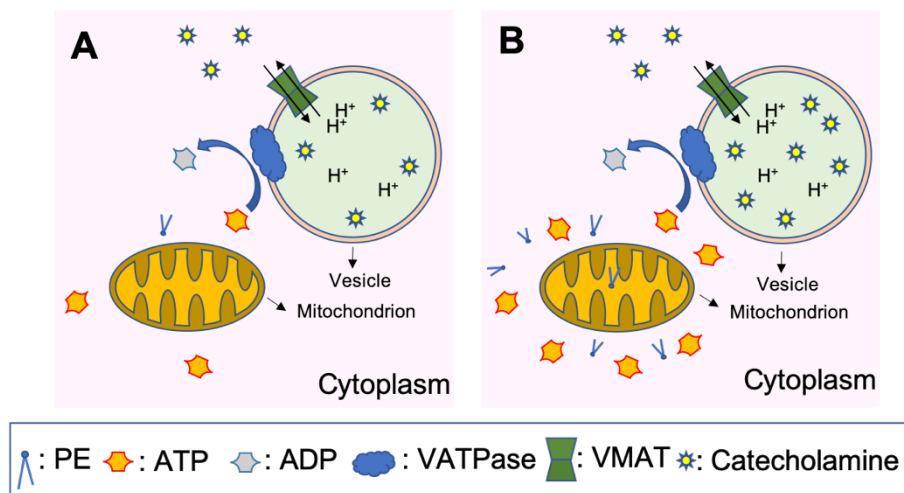 A
H⁺
H⁺
H⁺
H⁺
Vesicle
Mitochondrion
Cytoplasm
B
H⁺
H⁺
H⁺
H⁺
Vesicle
Mitochondrion
Cytoplasm
: PE : ATP : ADP : VATPase : VMAT : Catecholamine